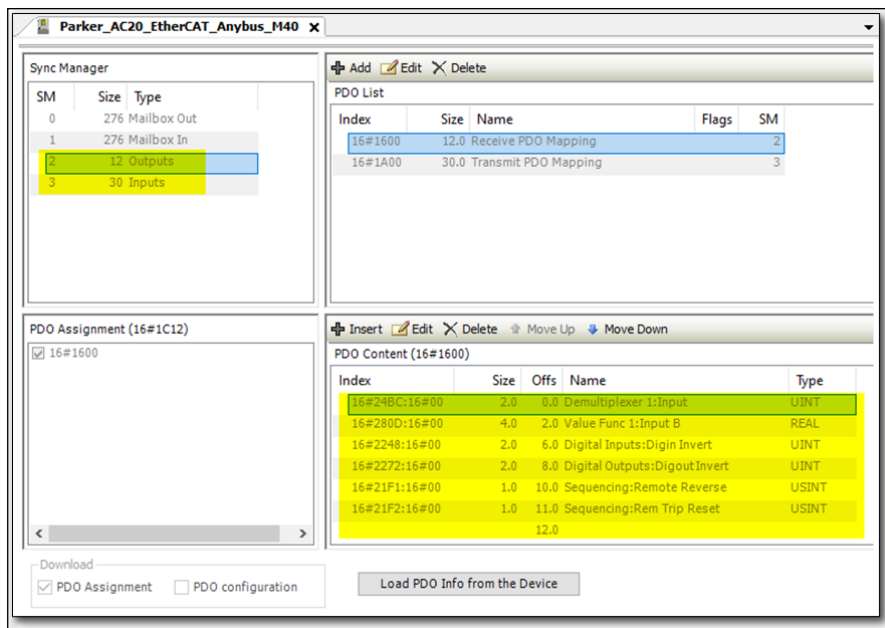 Parker_AC20_EtherCAT_Anybus_M40 x
Sync Manager
SM Size Type
0 276 Mailbox Out
1 276 Mailbox In
2 12 Outputs
3 30 Inputs
Add Edit Delete
PDO List
Index Size Name Flags SM
16#1600 12.0 Receive PDO Mapping 2
16#1A00 30.0 Transmit PDO Mapping 3
PDO Assignment (16#1C12)
16#1600
Insert Edit Delete Move Up Move Down
PDO Content (16#1600)
Index Size Offs Name Type
16#24BC:16#00 2.0 0.0 Demultiplexer 1:Input UINT
16#280D:16#00 4.0 2.0 Value Func 1:Input B REAL
16#2248:16#00 2.0 6.0 Digital Inputs:Digin Invert UINT
16#2272:16#00 2.0 8.0 Digital Outputs:DigoutInvert UINT
16#21F1:16#00 1.0 10.0 Sequencing:Remote Reverse USINT
16#21F2:16#00 1.0 11.0 Sequencing:Rem Trip Reset USINT
12.0
Download
PDO Assignment PDO configuration
Load PDO Info from the Device